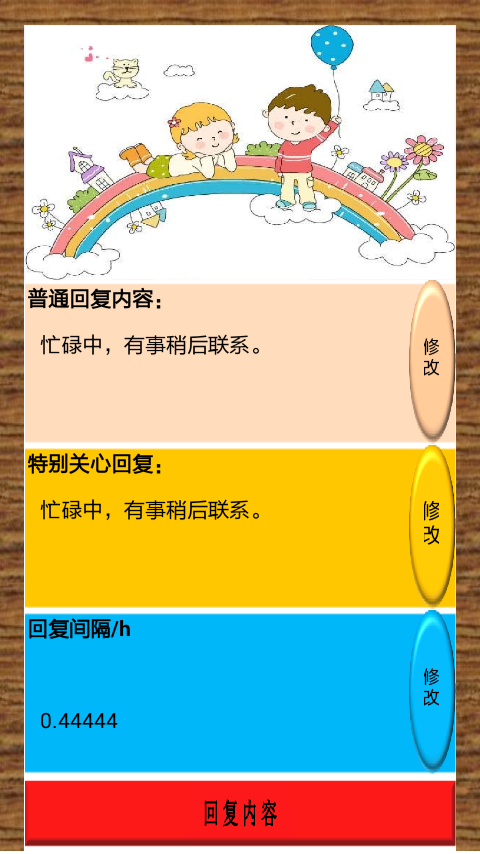 普通回复内容：
忙碌中，有事稍后联系。
修改
特别关心回复：
忙碌中，有事稍后联系。
修改
回复间隔/h
0.44444
修改
回复内容